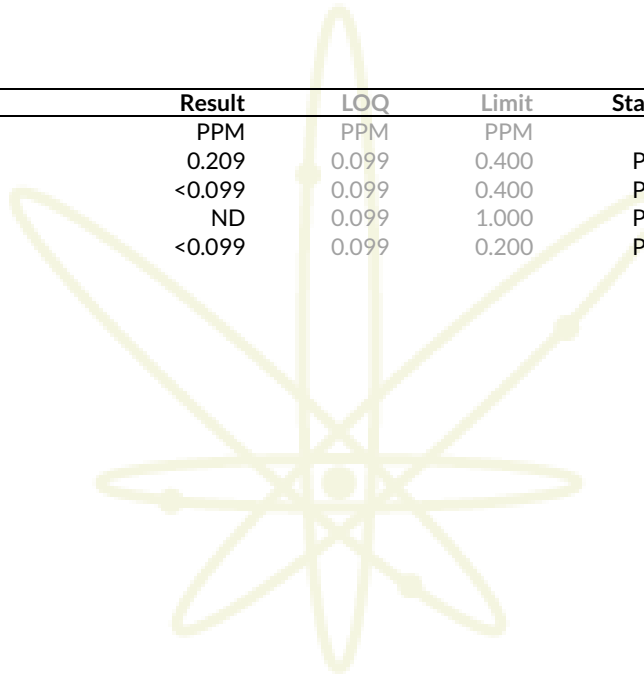 Result LOQ Limit Sta
PPM PPM PPM
0.209 0.099 0.400 P
<0.099 0.099 0.400 P
ND 0.099 1.000 P
<0.099 0.099 0.200 P